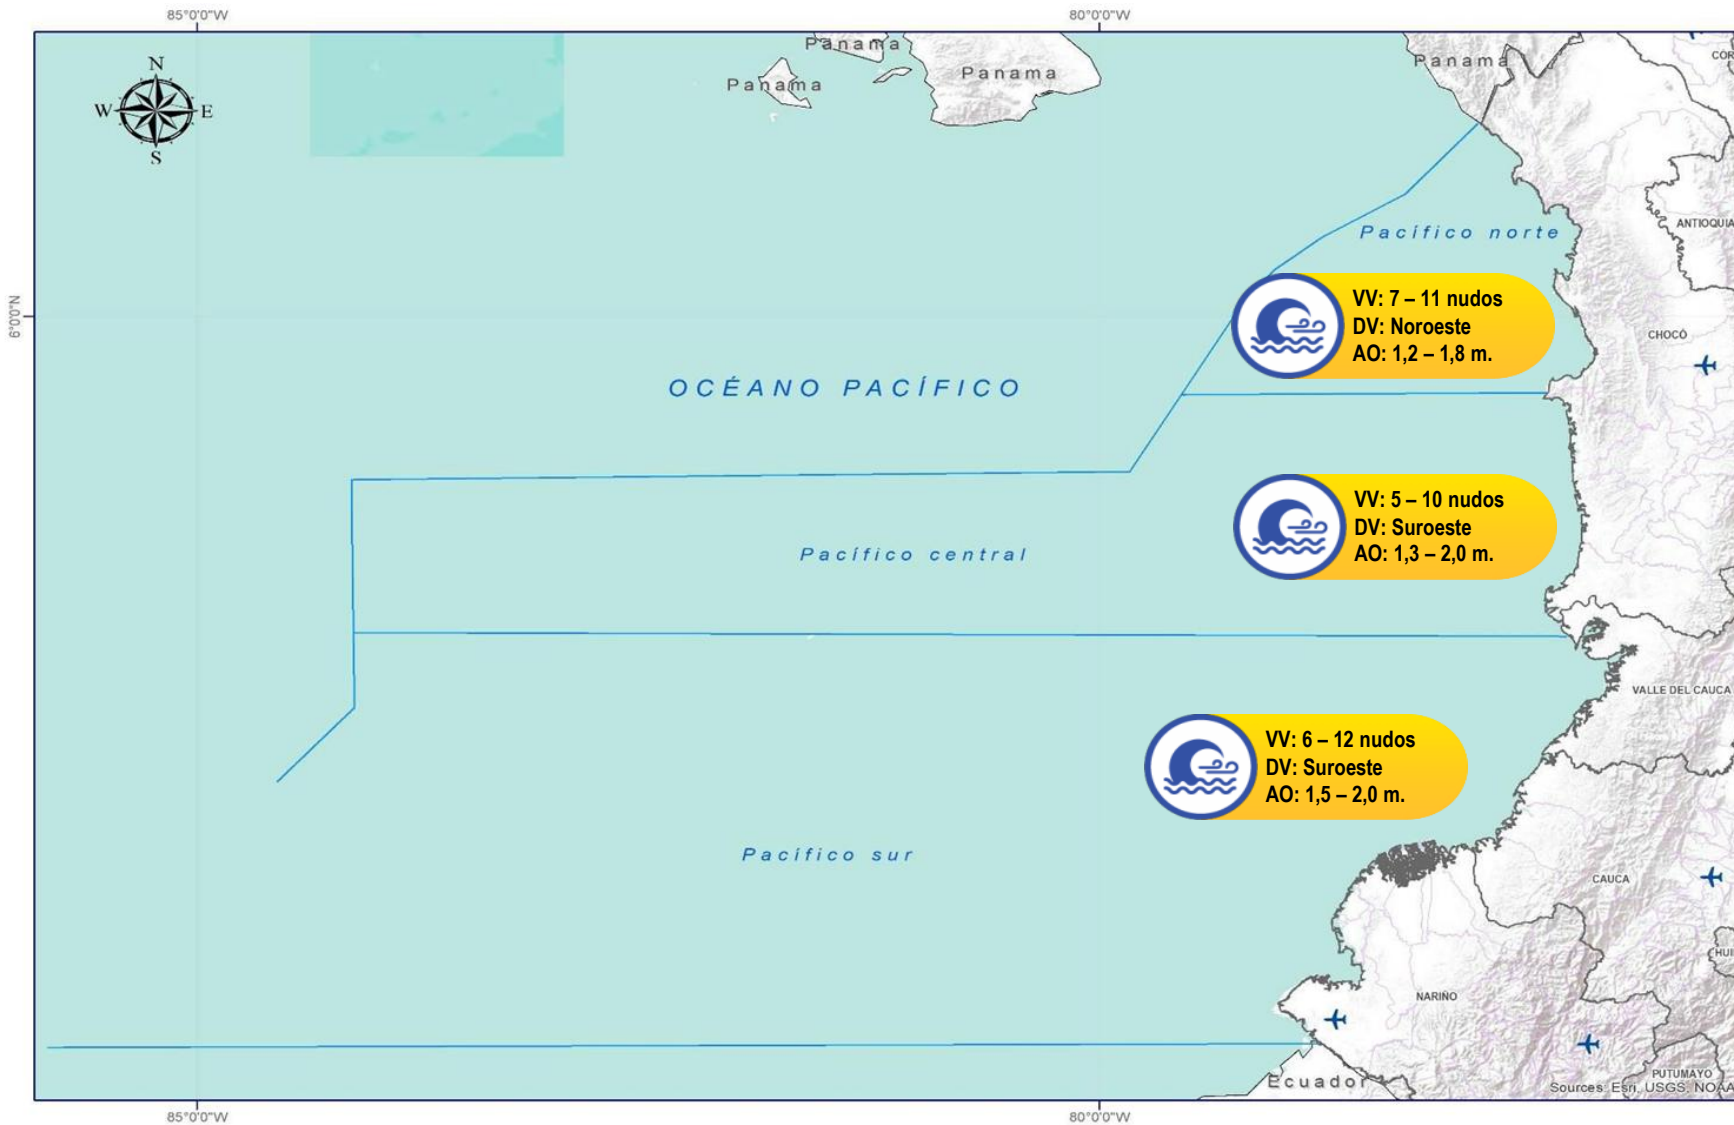 85°0'0"W
80°0'0"W
N
W
E
S
Panama
Panama
Panama
Panama
ANTIOQUIA
Pacífico norte
6°0'0"N
VV: 7 – 11 nudos
DV: Noroeste
AO: 1,2 – 1,8 m.
CHOCÓ
OCÉANO PACÍFICO
VV: 5 – 10 nudos
DV: Suroeste
AO: 1,3 – 2,0 m.
Pacífico central
VALLE DEL CAUCA
VV: 6 – 12 nudos
DV: Suroeste
AO: 1,5 – 2,0 m.
Pacífico sur
CAUCA
HUI
NARIÑO
PUTUMAYO
Ecuador
Sources: Esri, USGS, NOAA
85°0'0"W
80°0'0"W